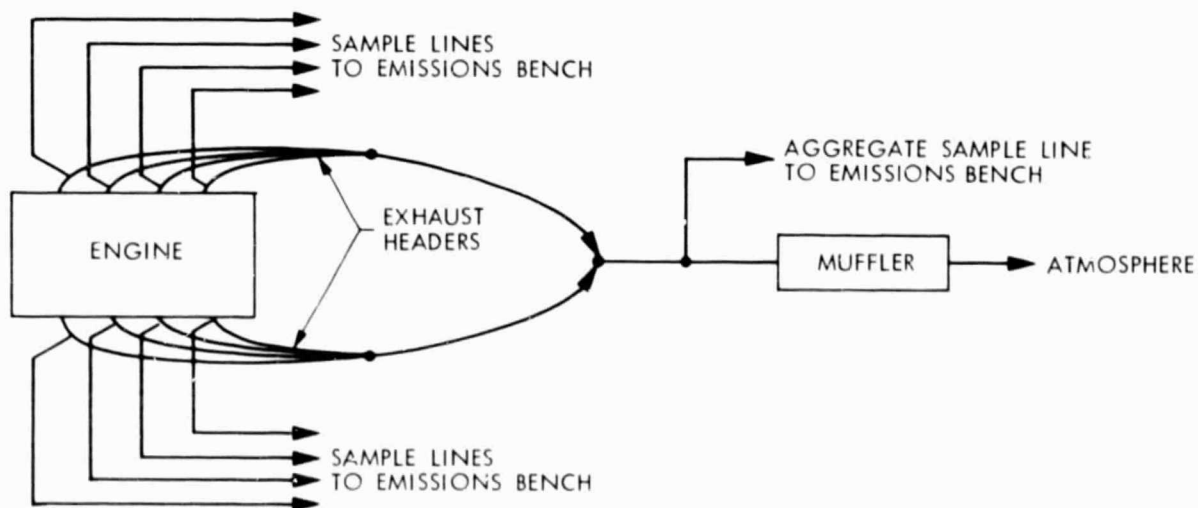 SAMPLE LINES
TO EMISSIONS BENCH
AGGREGATE SAMPLE LINE
TO EMISSIONS BENCH
EXHAUST
HEADERS
ENGINE
MUFFLER
ATMOSPHERE
SAMPLE LINES
TO EMISSIONS BENCH